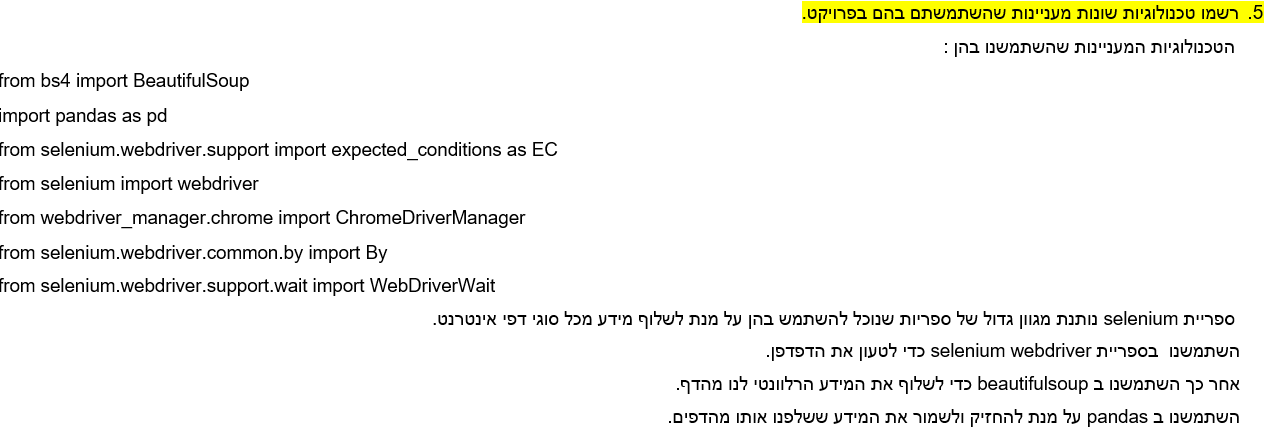 5. רשמו טכנולוגיות שונות מעניינות שהשתמשתם בהם בפרויקט.
הטכנולוגיות המעניינות שהשתמשנו בהן :
from bs4 import BeautifulSoup
import pandas as pd
from selenium.webdriver.support import expected_conditions as EC
from selenium import webdriver
from webdriver_manager.chrome import ChromeDriverManager
from selenium.webdriver.common.by import By
from selenium.webdriver.support.wait import WebDriverWait
ספריית selenium נותנת מגוון גדול של ספריות שנוכל להשתמש בהן על מנת לשלוף מידע מכל סוגי דפי אינטרנט.
השתמשנו בספריית selenium webdriver כדי לטעון את הדפדפן.
אחר כך השתמשנו ב beautifulsoup כדי לשלוף את המידע הרלוונטי לנו מהדף.
השתמשנו ב pandas על מנת להחזיק ולשמור את המידע ששלפנו אותו מהדפים.